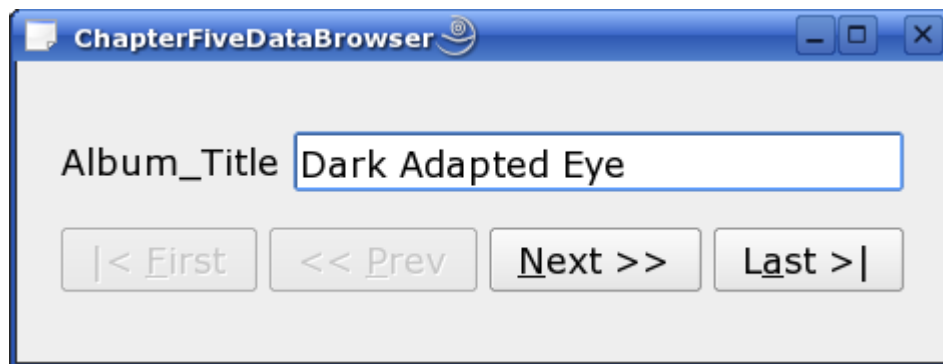 ChapterFiveDataBrowser
Album_Title Dark Adapted Eye
|< First << Prev Next >> Last >|